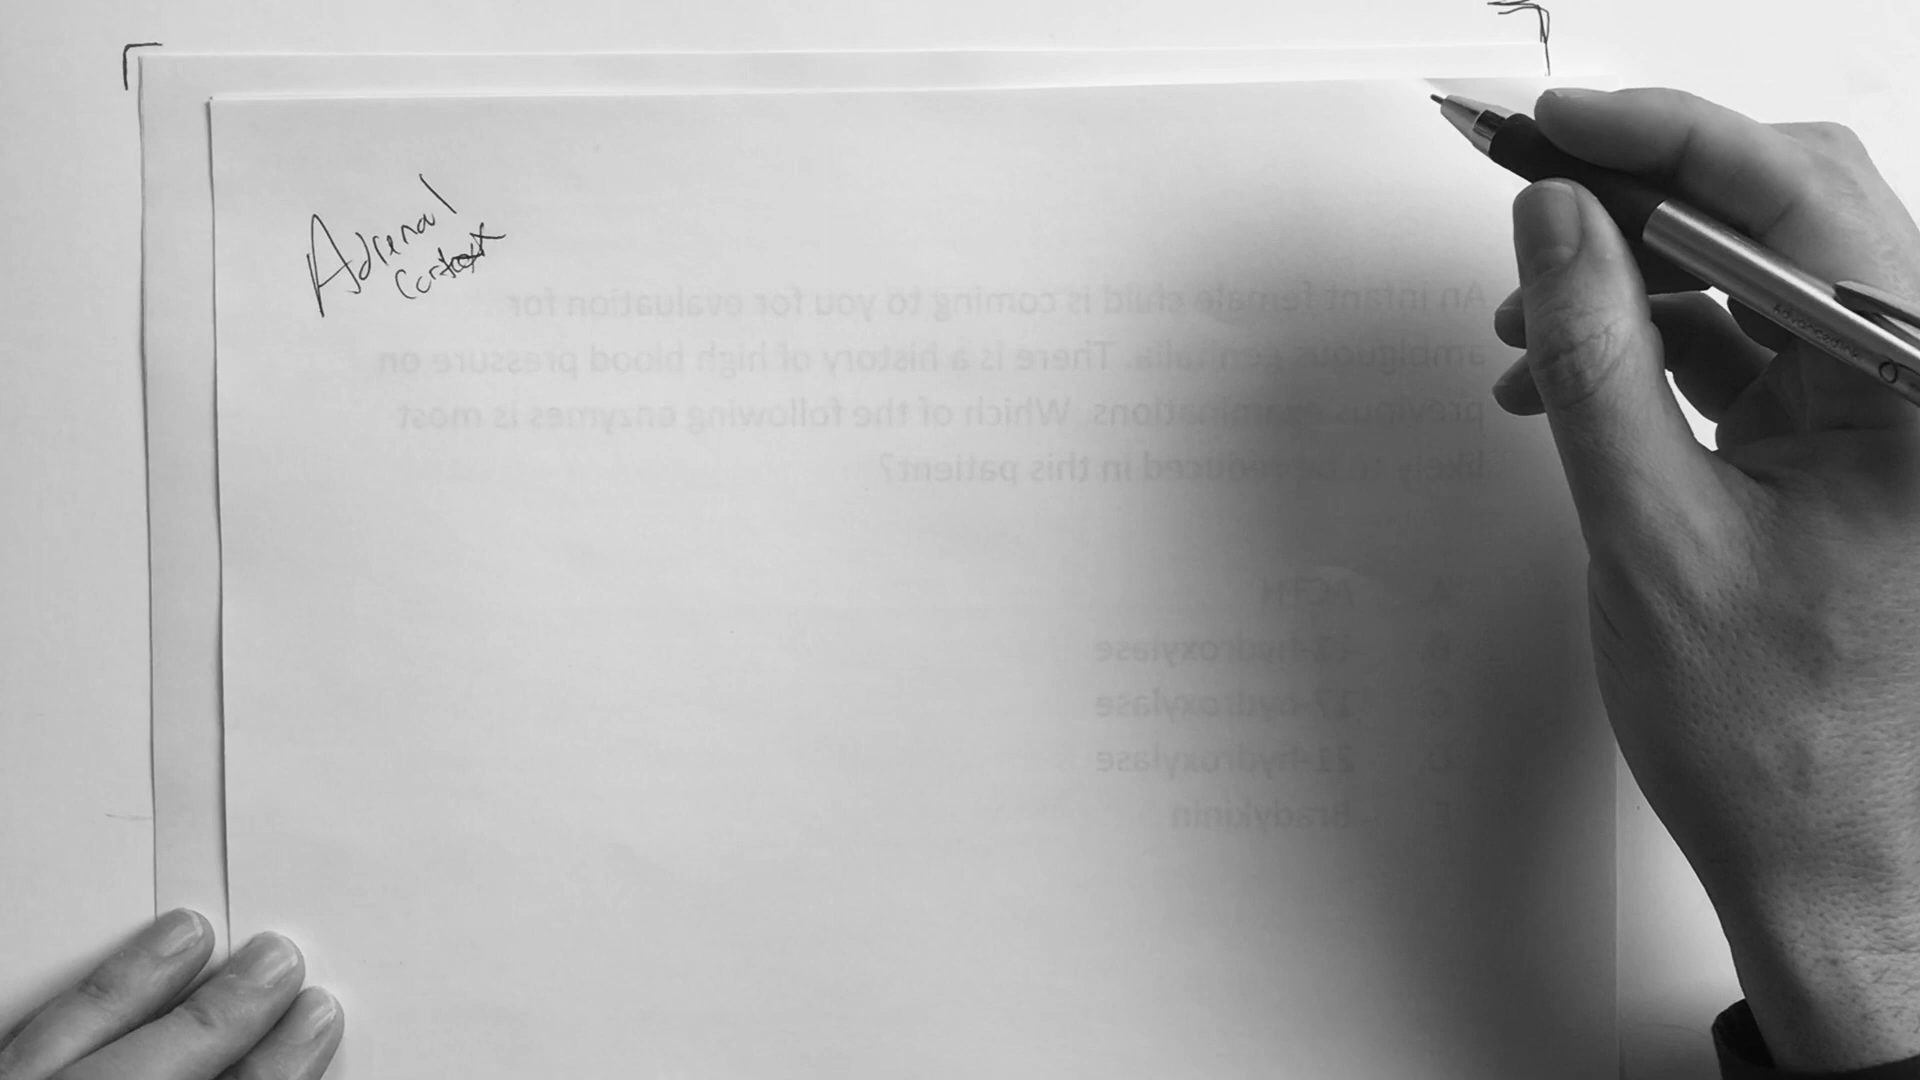 Adrenal
Cortex
An infant female child is coming to you for evaluation for
ambiguous genitalia. There is a history of high blood pressure on
previous examinations. Which of the following enzymes is most
likely to be reduced in this patient?
A. ACTH
B. 11-hydroxylase
C. 17-hydroxylase
D. 21-hydroxylase
E. Bradykinin